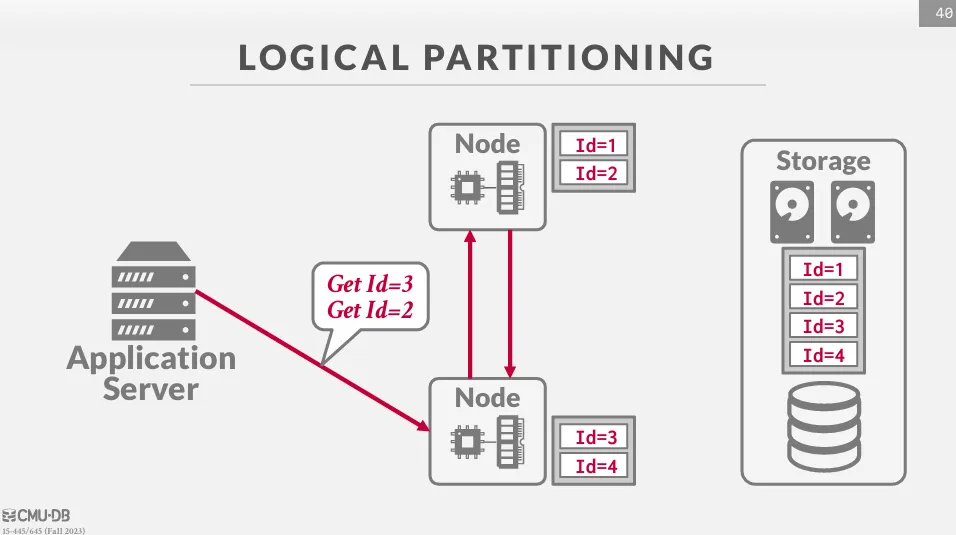 40
LOGICAL PARTITIONING
Node
Id=1
Id=2
Storage
Id=1
Id=2
Id=3
Id=4
Get Id=3
Get Id=2
Application
Server
Node
Id=3
Id=4
CMU·DB
15-445/645 (Fall 2023)